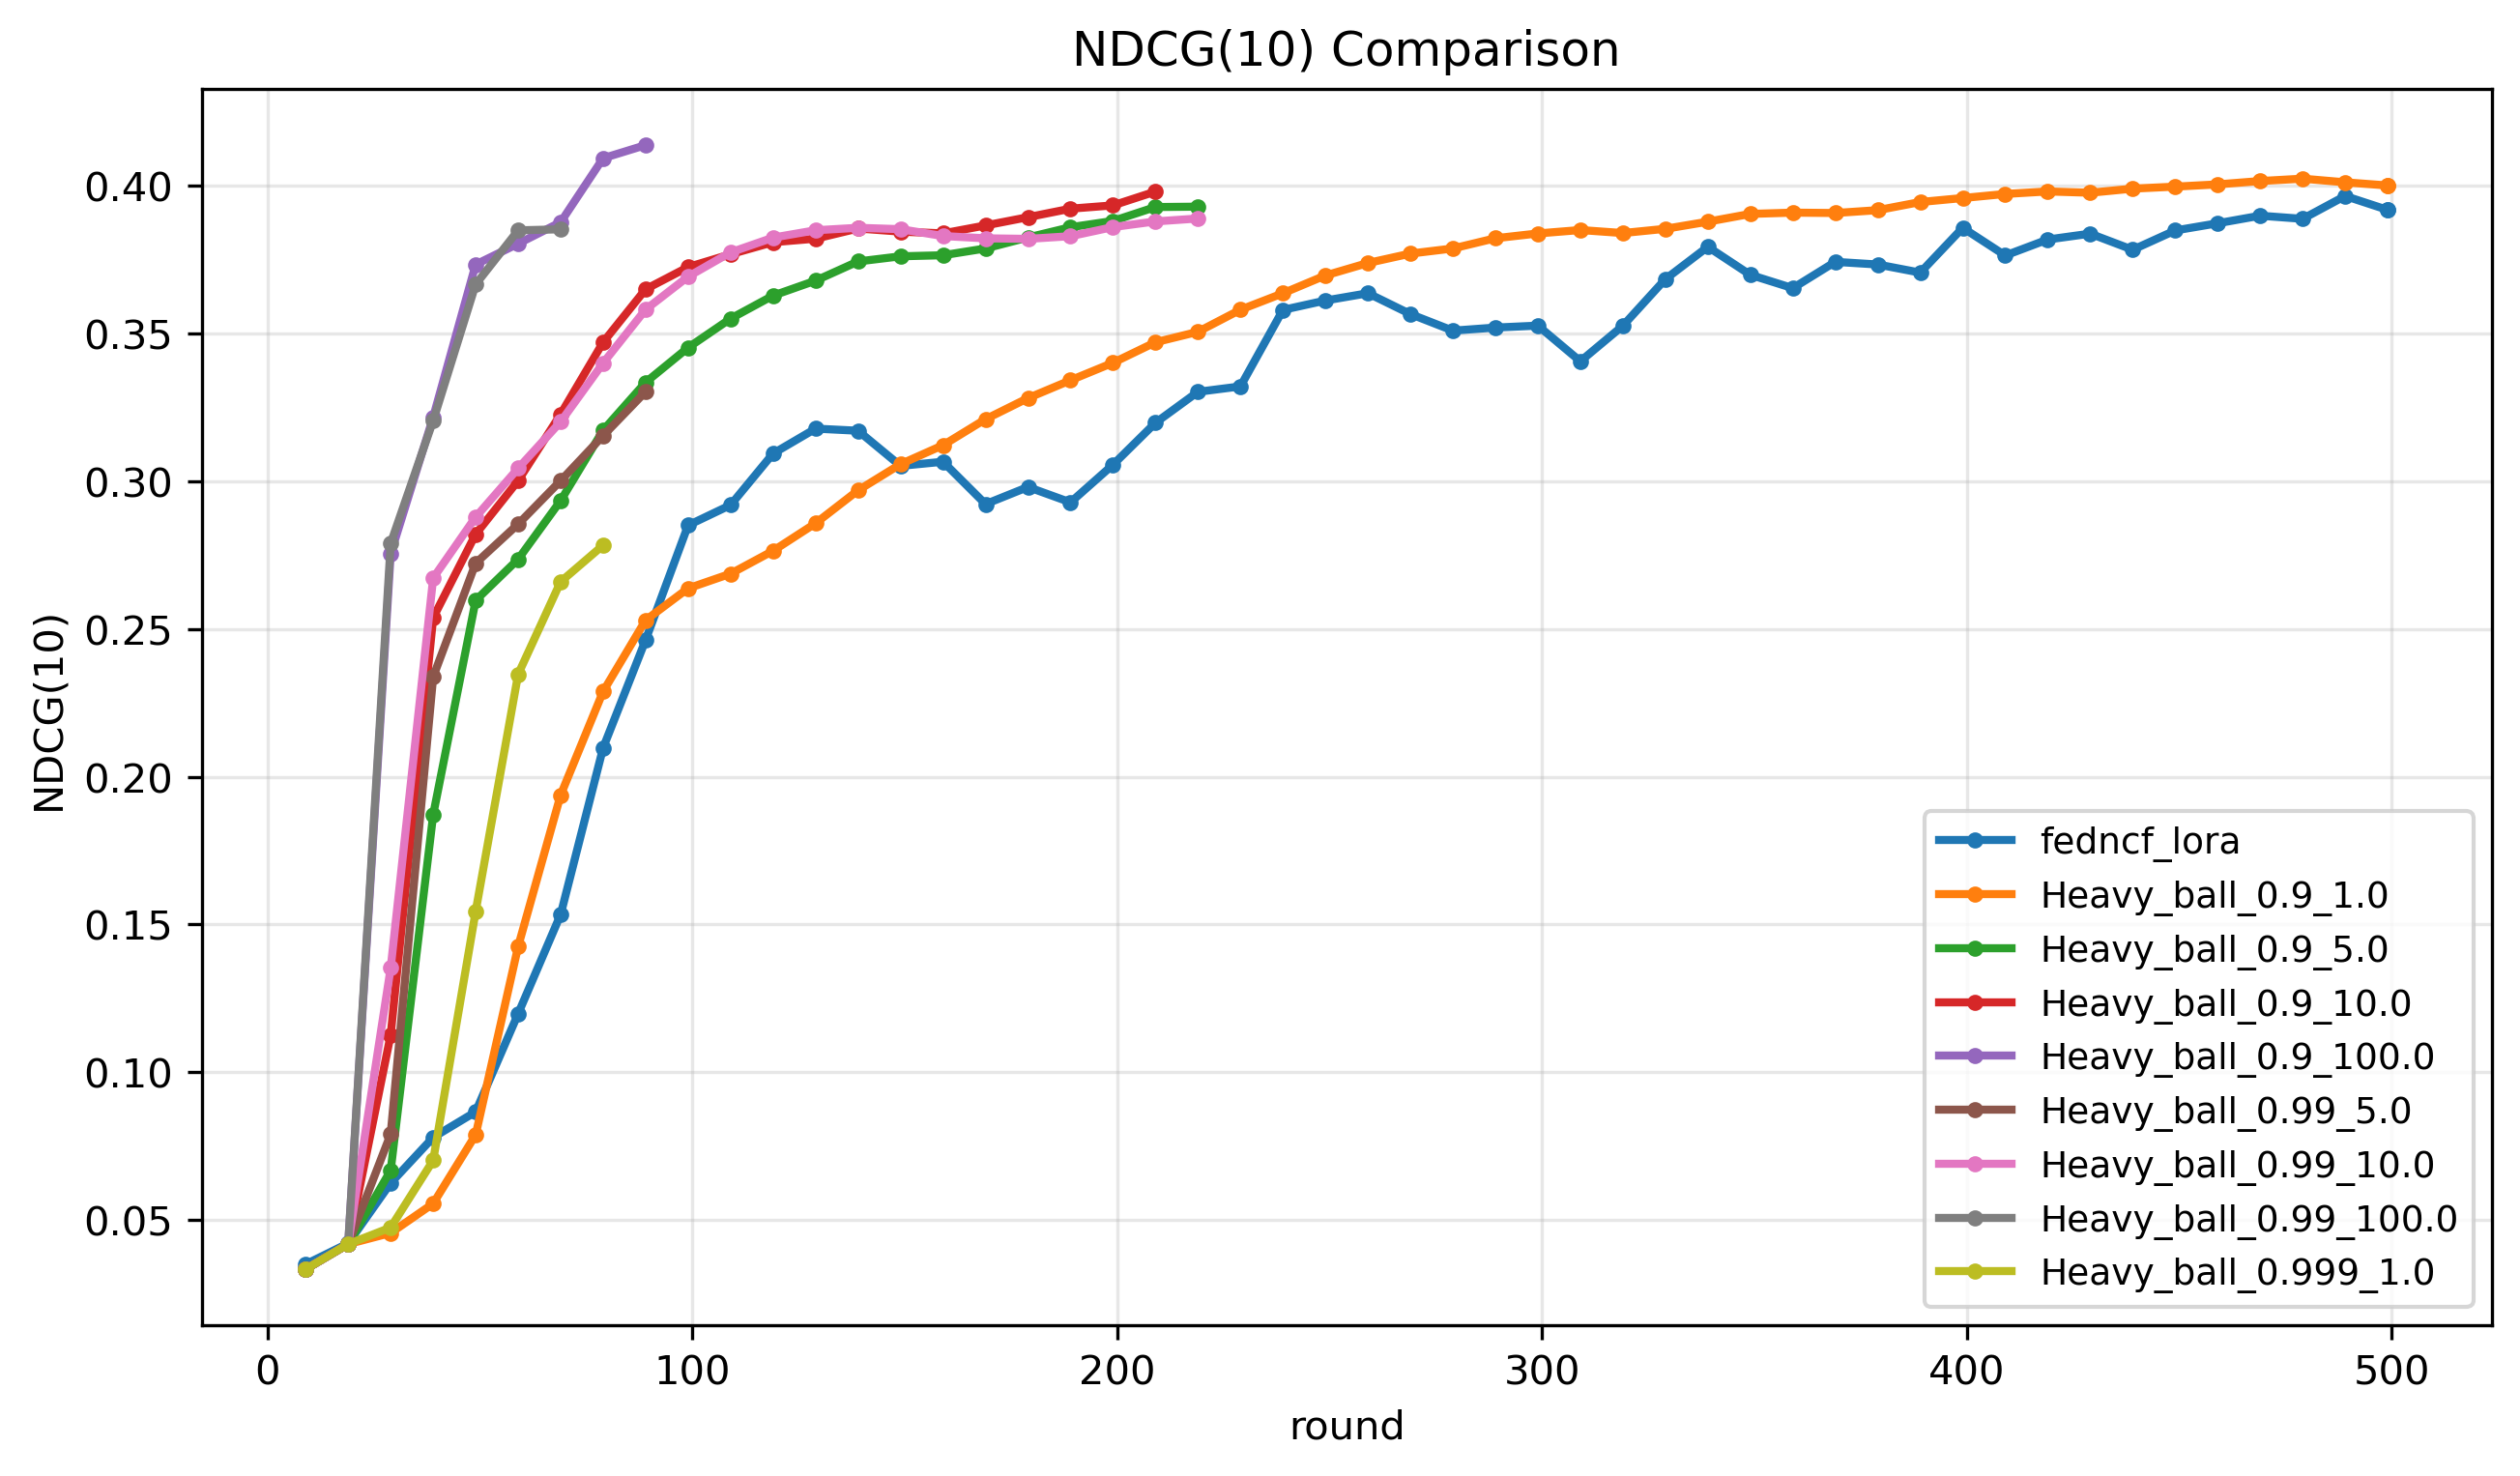 NDCG(10) Comparison
NDCG(10)
0.40
0.35
0.30
0.25
0.20
0.15
0.10
0.05
0 100 200 300 400 500
round
fedncf_lora
Heavy_ball_0.9_1.0
Heavy_ball_0.9_5.0
Heavy_ball_0.9_10.0
Heavy_ball_0.9_100.0
Heavy_ball_0.99_5.0
Heavy_ball_0.99_10.0
Heavy_ball_0.99_100.0
Heavy_ball_0.999_1.0